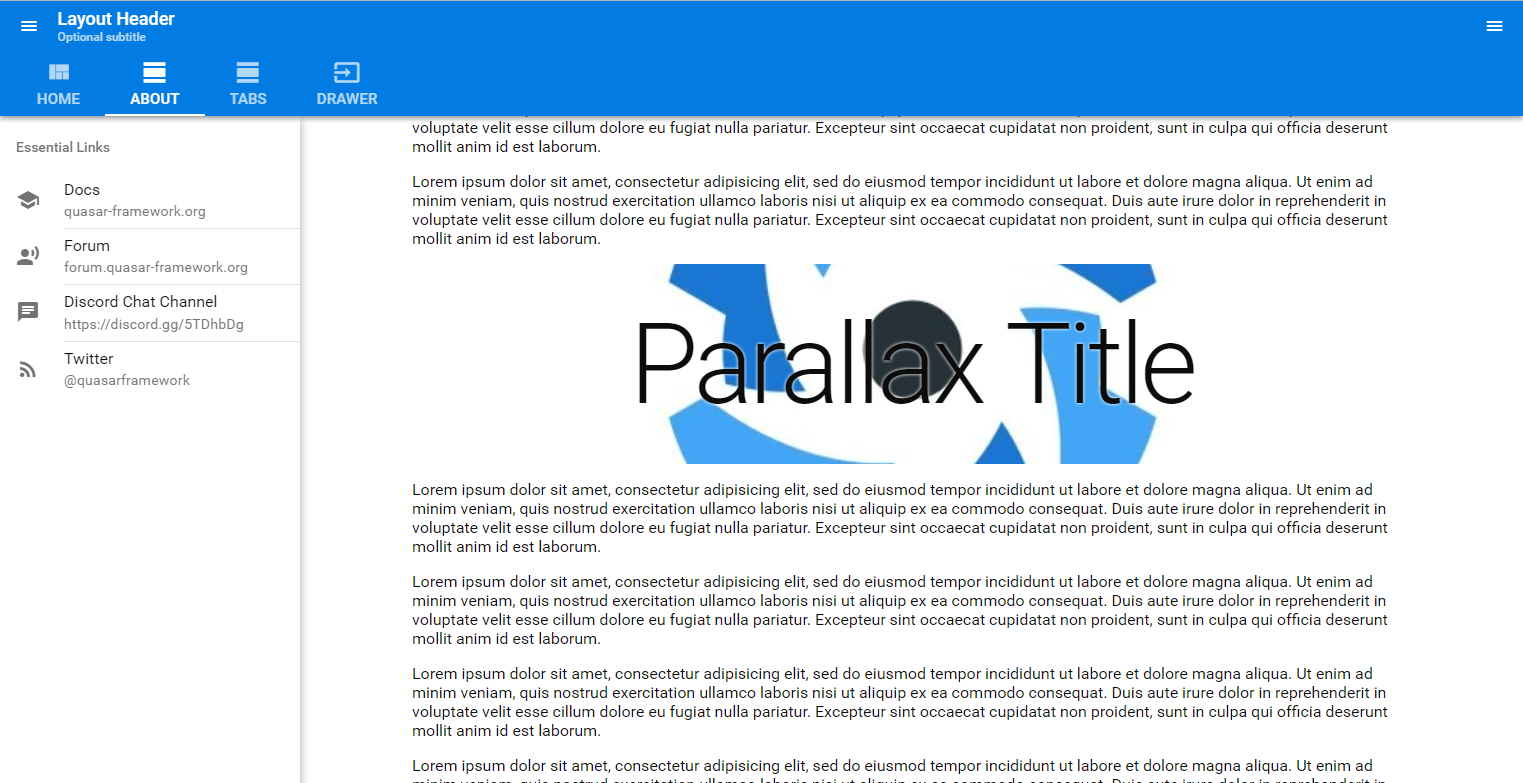 Layout Header
Optional subtitle
HOME
ABOUT
TABS
DRAWER
Essential Links
Docs
quasar-framework.org
Forum
forum.quasar-framework.org
Discord Chat Channel
https://discord.gg/5TDhbDg
Twitter
@quasarframework
voluptate velit esse cillum dolore eu fugiat nulla pariatur. Excepteur sint occaecat cupidatat non proident, sunt in culpa qui officia deserunt
mollit anim id est laborum.
Lorem ipsum dolor sit amet, consectetur adipisicing elit, sed do eiusmod tempor incididunt ut labore et dolore magna aliqua. Ut enim ad
minim veniam, quis nostrud exercitation ullamco laboris nisi ut aliquip ex ea commodo consequat. Duis aute irure dolor in reprehenderit in
voluptate velit esse cillum dolore eu fugiat nulla pariatur. Excepteur sint occaecat cupidatat non proident, sunt in culpa qui officia deserunt
mollit anim id est laborum.
Parallax Title
Lorem ipsum dolor sit amet, consectetur adipisicing elit, sed do eiusmod tempor incididunt ut labore et dolore magna aliqua. Ut enim ad
minim veniam, quis nostrud exercitation ullamco laboris nisi ut aliquip ex ea commodo consequat. Duis aute irure dolor in reprehenderit in
voluptate velit esse cillum dolore eu fugiat nulla pariatur. Excepteur sint occaecat cupidatat non proident, sunt in culpa qui officia deserunt
mollit anim id est laborum.
Lorem ipsum dolor sit amet, consectetur adipisicing elit, sed do eiusmod tempor incididunt ut labore et dolore magna aliqua. Ut enim ad
minim veniam, quis nostrud exercitation ullamco laboris nisi ut aliquip ex ea commodo consequat. Duis aute irure dolor in reprehenderit in
voluptate velit esse cillum dolore eu fugiat nulla pariatur. Excepteur sint occaecat cupidatat non proident, sunt in culpa qui officia deserunt
mollit anim id est laborum.
Lorem ipsum dolor sit amet, consectetur adipisicing elit, sed do eiusmod tempor incididunt ut labore et dolore magna aliqua. Ut enim ad
minim veniam, quis nostrud exercitation ullamco laboris nisi ut aliquip ex ea commodo consequat. Duis aute irure dolor in reprehenderit in
voluptate velit esse cillum dolore eu fugiat nulla pariatur. Excepteur sint occaecat cupidatat non proident, sunt in culpa qui officia deserunt
mollit anim id est laborum.
Lorem ipsum dolor sit amet, consectetur adipisicing elit, sed do eiusmod tempor incididunt ut labore et dolore magna aliqua. Ut enim ad